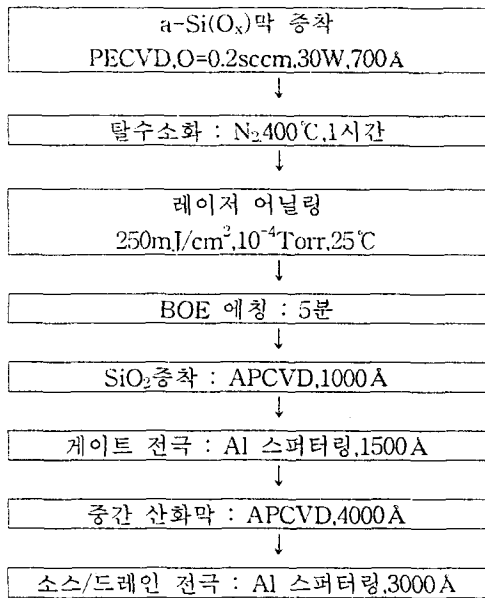 a-Si(Oₓ)막 증착
PECVD,O=0.2sccm,30W,700Å
↓
탈수소화 : N₂,400℃,1시간
↓
레이저 어닐링
250mJ/cm²,10⁻⁴Torr,25℃
↓
BOE 에칭 : 5분
↓
SiO₂증착 : APCVD,1000Å
↓
게이트 전극 : Al 스퍼터링,1500Å
↓
중간 산화막 : APCVD,4000Å
↓
소스/드레인 전극 : Al 스퍼터링,3000Å